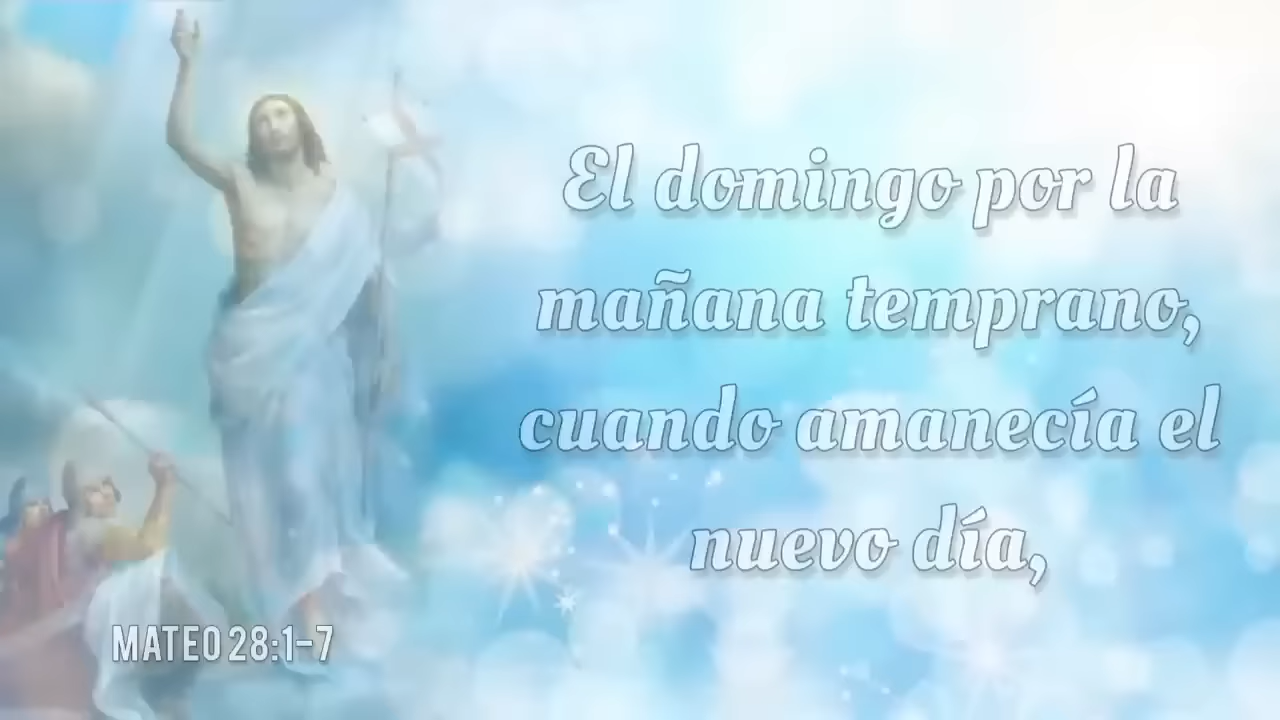 El domingo por la
mañana temprano,
cuando amanecía el
nuevo día,
MATEO 28:1-7